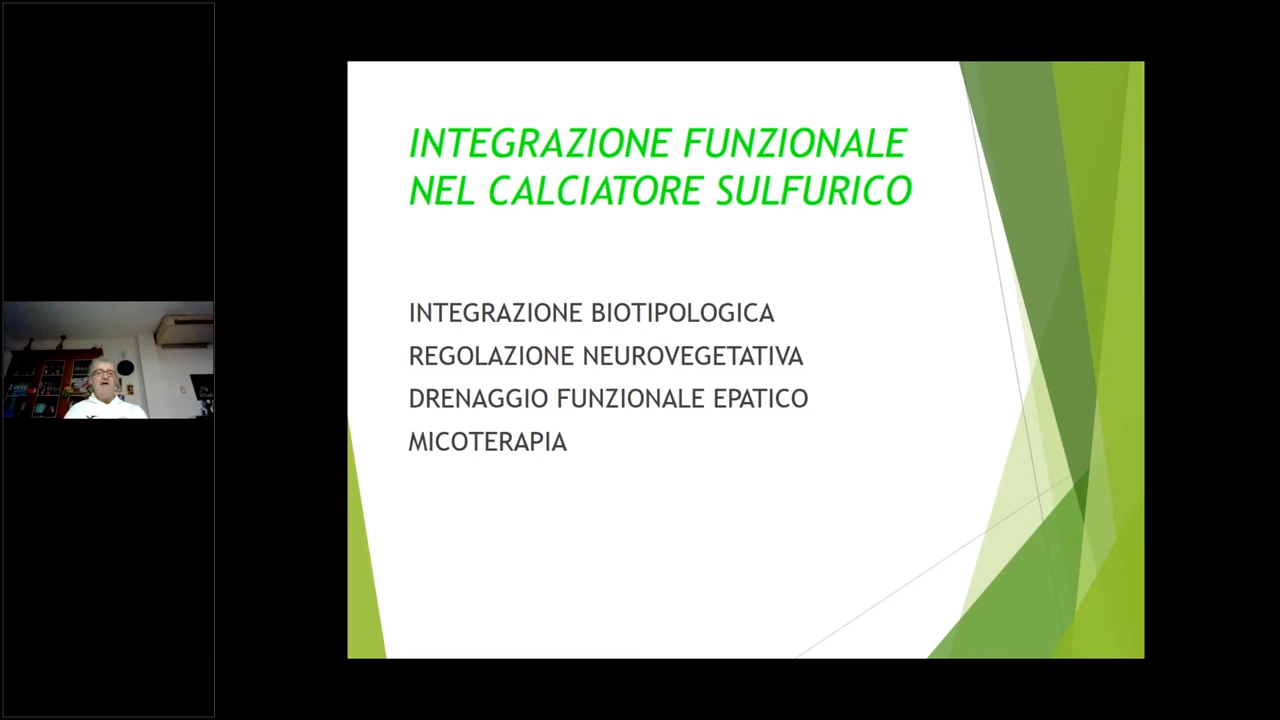 INTEGRAZIONE FUNZIONALE
NEL CALCIATORE SULFURICO
INTEGRAZIONE BIOTIPOLOGICA
REGOLAZIONE NEUROVEGETATIVA
DRENAGGIO FUNZIONALE EPATICO
MICOTERAPIA